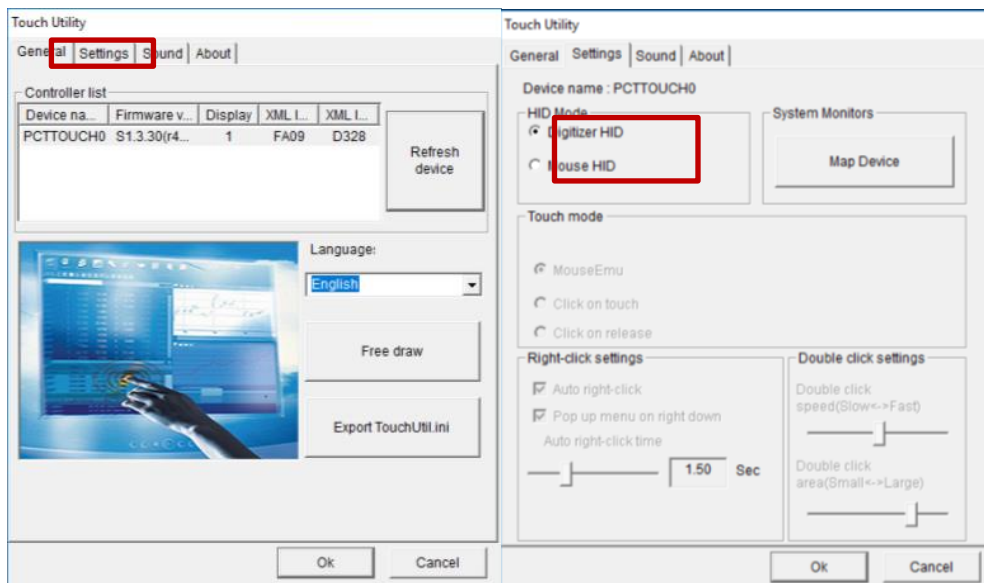 Touch Utility
General Settings Sound About
Controller list
Device na... Firmware v... Display XML I... XML I...
PCTTOUCH0 S1.3.30(r4... 1 FA09 D328
Refresh
device
Language:
English
Free draw
Export TouchUtil.ini
Ok Cancel
Touch Utility
General Settings Sound About
Device name : PCTTOUCH0
HID Mode
Digitizer HID
Mouse HID
System Monitors
Map Device
Touch mode
MouseEmu
Click on touch
Click on release
Right-click settings
Auto right-click
Pop up menu on right down
Auto right-click time
1.50 Sec
Double click settings
Double click
speed(Slow<->Fast)
Double click
area(Small<->Large)
Ok Cancel